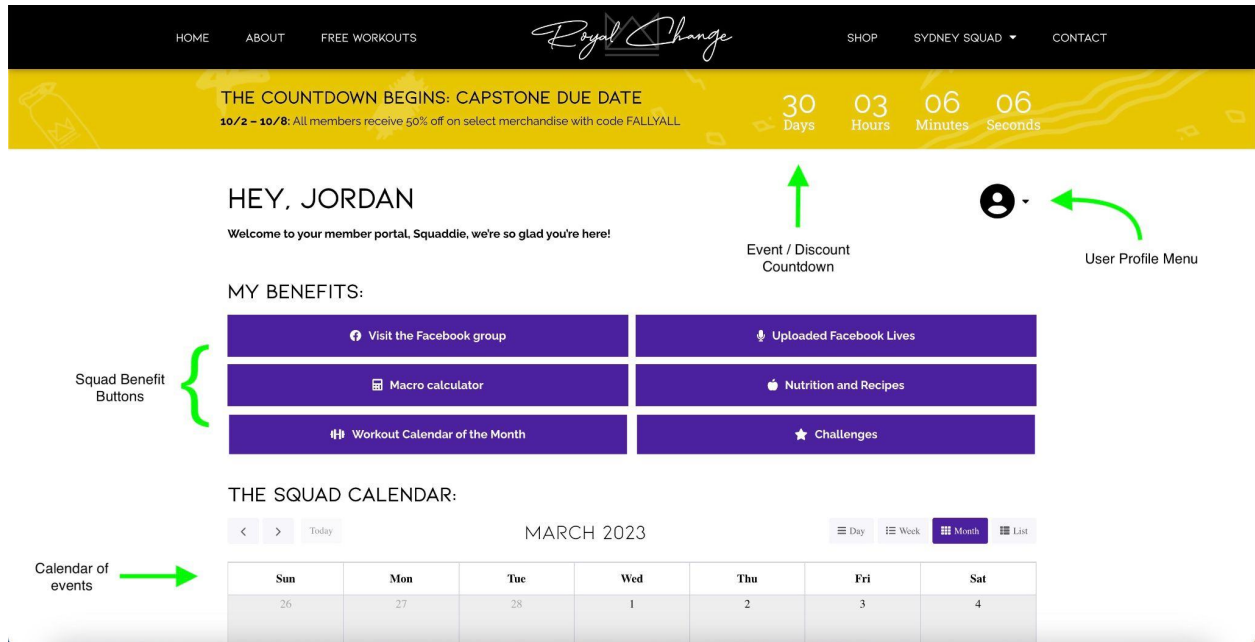 HOME ABOUT FREE WORKOUTS Royal Change SHOP SYDNEY SQUAD CONTACT
THE COUNTDOWN BEGINS: CAPSTONE DUE DATE
10/2 – 10/8: All members receive 50% off on select merchandise with code FALLYALL
30 03 06 06
Days Hours Minutes Seconds
HEY, JORDAN
Welcome to your member portal, Squaddie, we're so glad you're here!
Event / Discount
Countdown
User Profile Menu
MY BENEFITS:
Visit the Facebook group
Uploaded Facebook Lives
Squad Benefit
Buttons
Macro calculator
Nutrition and Recipes
Workout Calendar of the Month
Challenges
THE SQUAD CALENDAR:
Today MARCH 2023 Day Week Month List
Calendar of
events
Sun Mon Tue Wed Thu Fri Sat
26 27 28 1 2 3 4